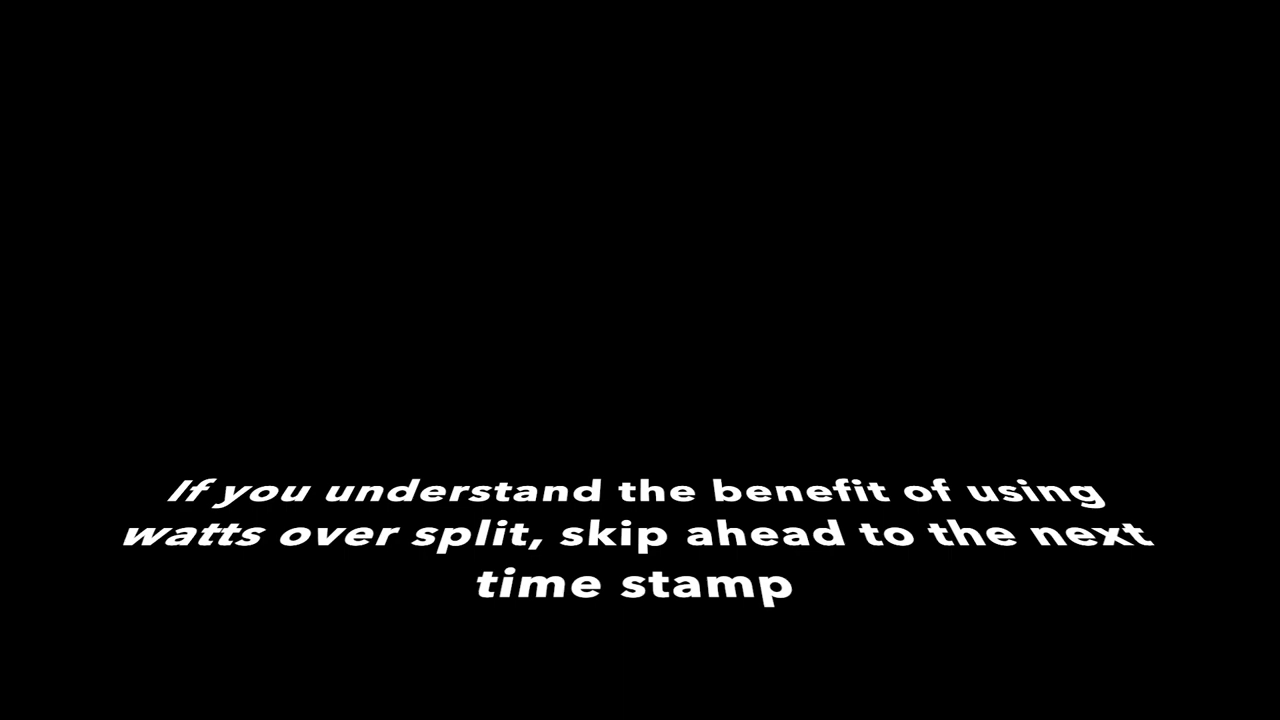 If you understand the benefit of using
watts over split, skip ahead to the next
time stamp